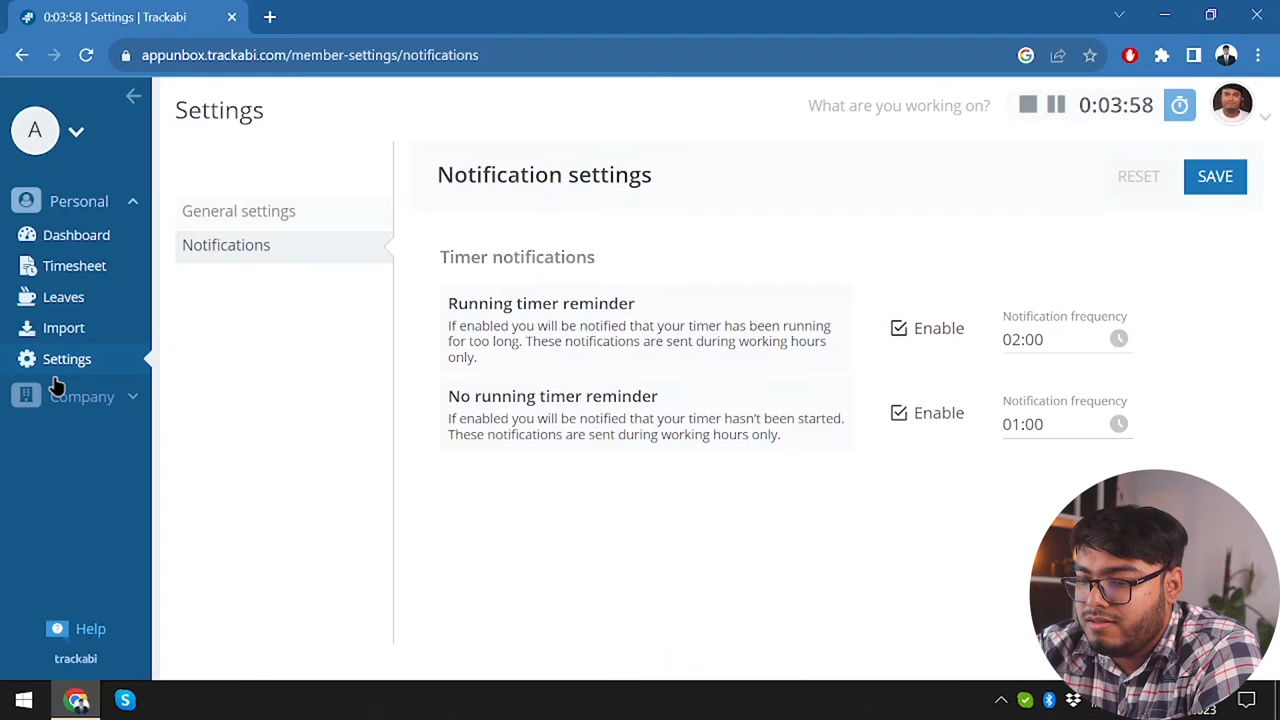 0:03:58 | Settings | Trackabi
appunbox.trackabi.com/member-settings/notifications
A
Settings
What are you working on?
0:03:58
Personal
Dashboard
Timesheet
Leaves
Import
Settings
Company
Help
trackabi
General settings
Notifications
Notification settings
RESET
SAVE
Timer notifications
Running timer reminder
If enabled you will be notified that your timer has been running
for too long. These notifications are sent during working hours
only.
Enable
Notification frequency
02:00
No running timer reminder
If enabled you will be notified that your timer hasn't been started.
These notifications are sent during working hours only.
Enable
Notification frequency
01:00